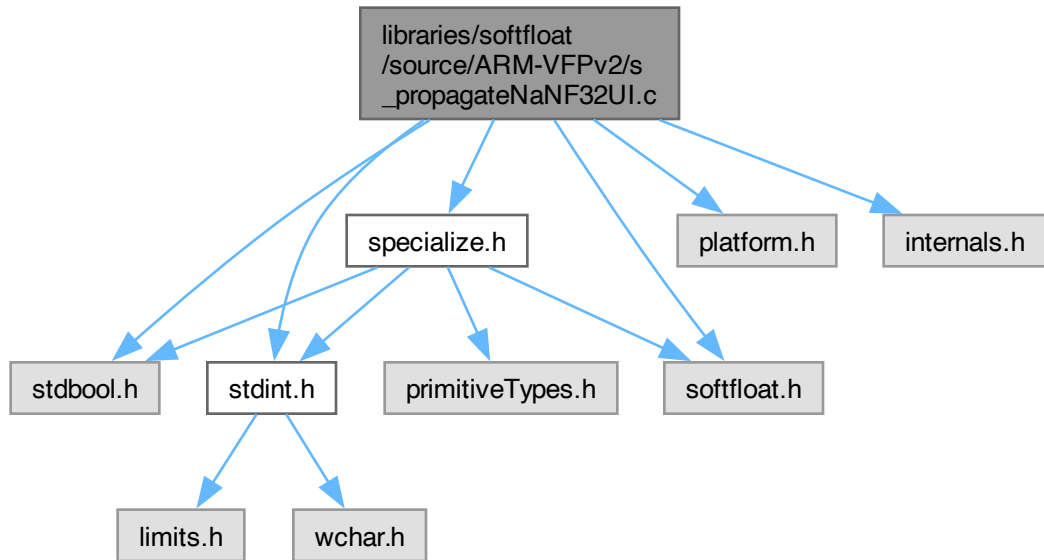 libraries/softfloat
/source/ARM-VFPv2/s
_propagateNaNF32UI.c
specialize.h
platform.h
internals.h
stdbool.h
stdint.h
primitiveTypes.h
softfloat.h
limits.h
wchar.h